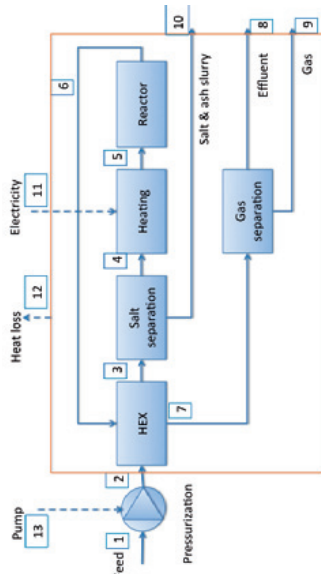 Pump
13
1
feed
Pressurization
2
HEX
3
7
Salt
separation
4
Heating
5
Reactor
6
Heat loss
12
Electricity
11
10
Salt & ash slurry
Gas
separation
8
Effluent
9
Gas